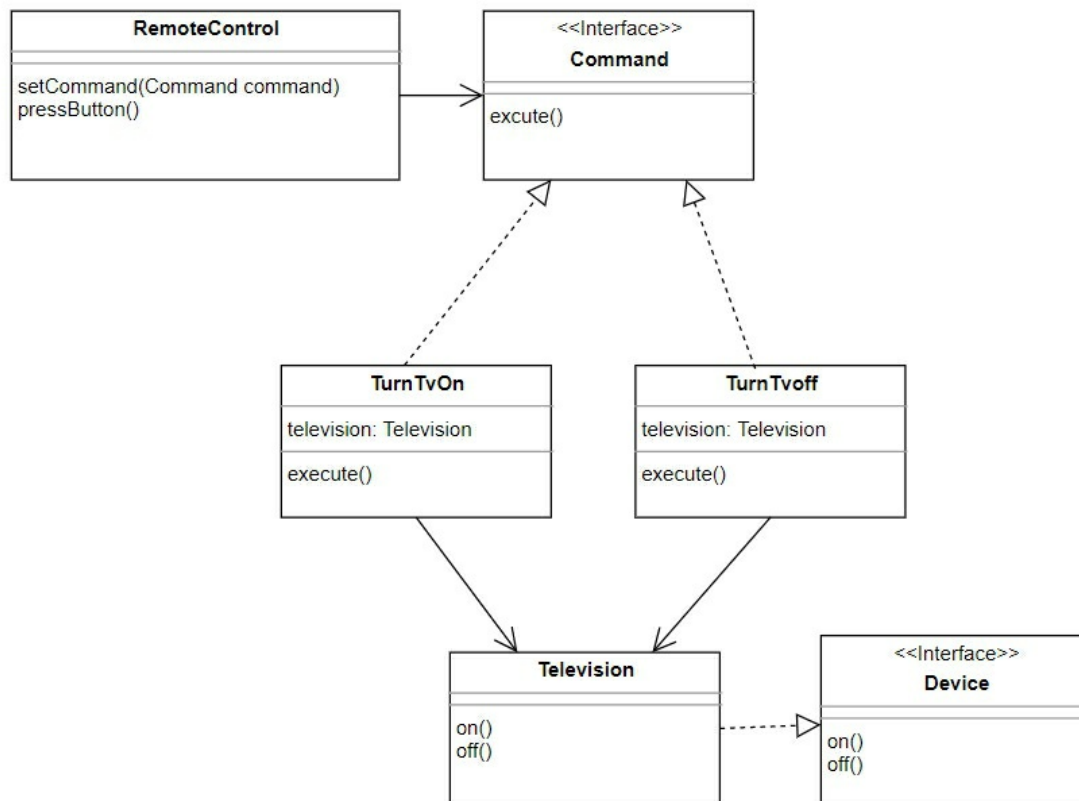 RemoteControl
setCommand(Command command)
pressButton()
<<Interface>>
Command
excute()
TurnTvOn
television: Television
execute()
TurnTvoff
television: Television
execute()
Television
on()
off()
<<Interface>>
Device
on()
off()